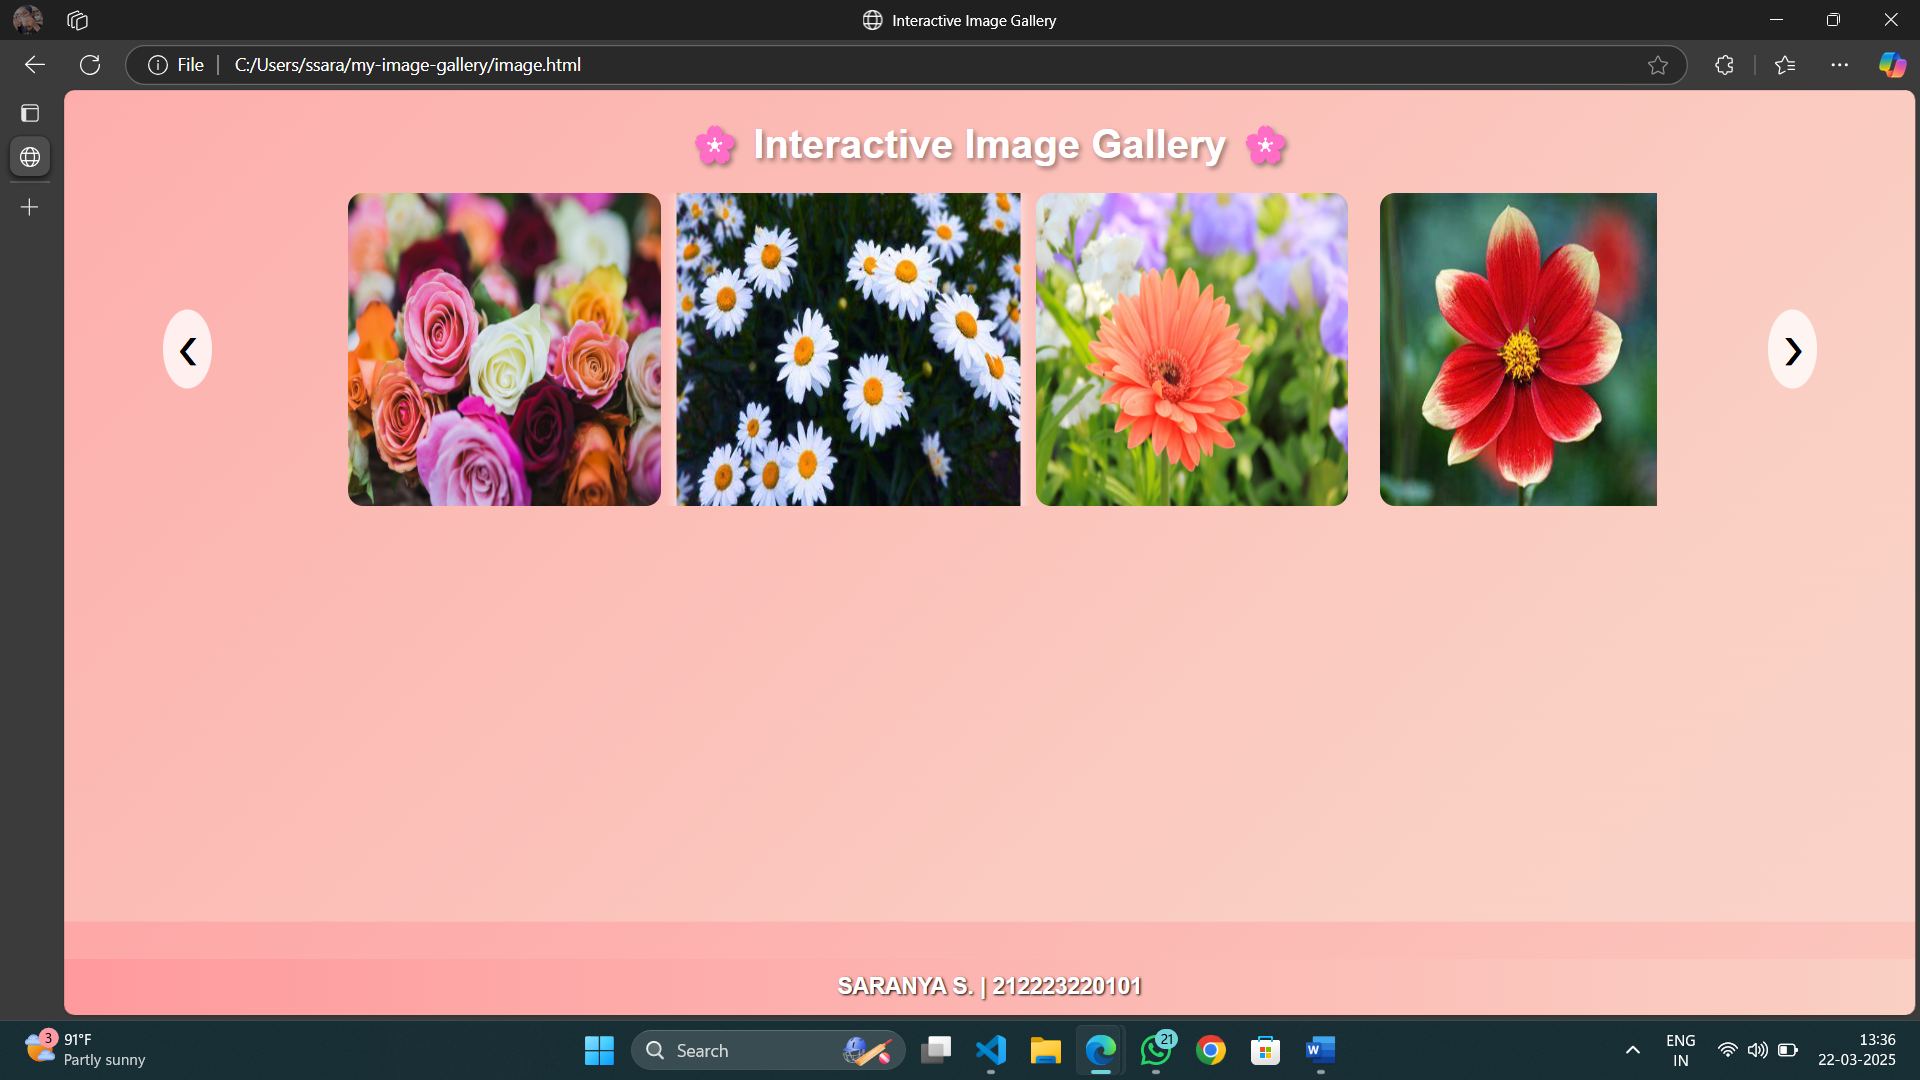 Interactive Image Gallery
File
C:/Users/ssara/my-image-gallery/image.html
🌸 Interactive Image Gallery 🌸
❮
❯
SARANYA S. | 212223220101
3
91°F
Partly sunny
Search
21
W
ENG
IN
13:36
22-03-2025